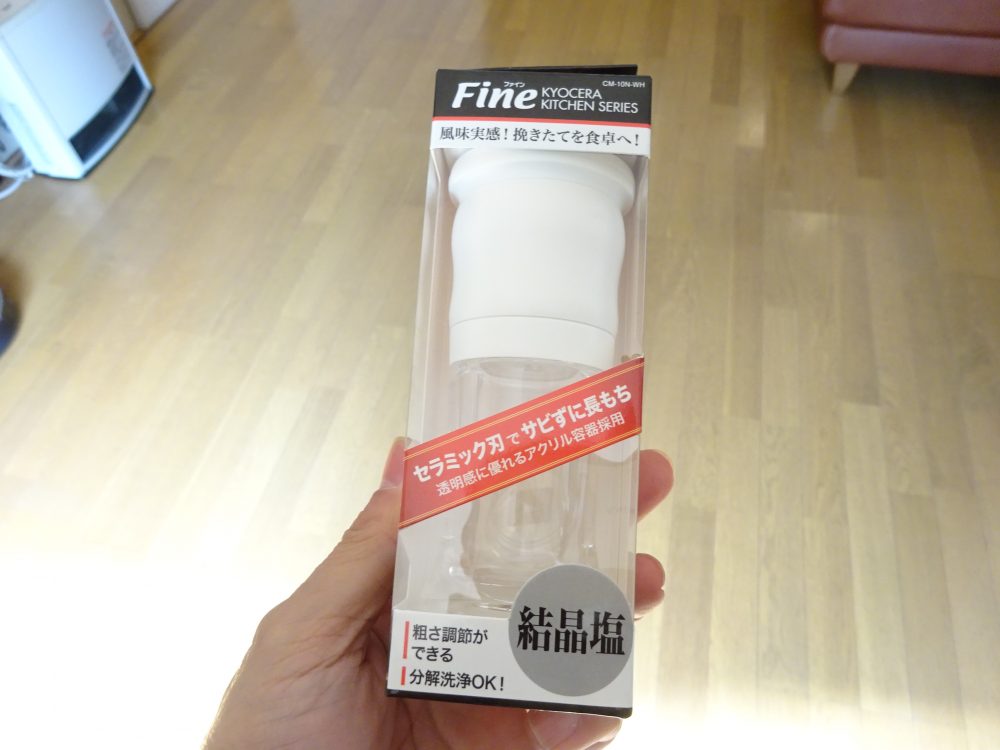 CM-10N-WH
ファイン
Fine KYOCERA
KITCHEN SERIES
風味実感!挽きたてを食卓へ!
セラミック刃でサビずに長もち
透明感に優れるアクリル容器採用
結晶塩
粗さ調節が
できる
分解洗浄OK!